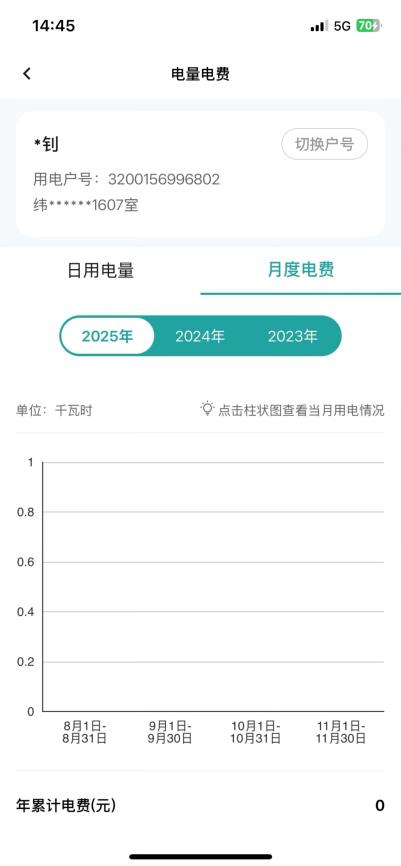 14:45
5G
70
电量电费
*钊
切换户号
用电户号：3200156996802
纬******1607室
日用电量
月度电费
2025年
2024年
2023年
单位：千瓦时
点击柱状图查看当月用电情况
1
0.8
0.6
0.4
0.2
0
8月1日-
8月31日
9月1日-
9月30日
10月1日-
10月31日
11月1日-
11月30日
年累计电费(元)
0